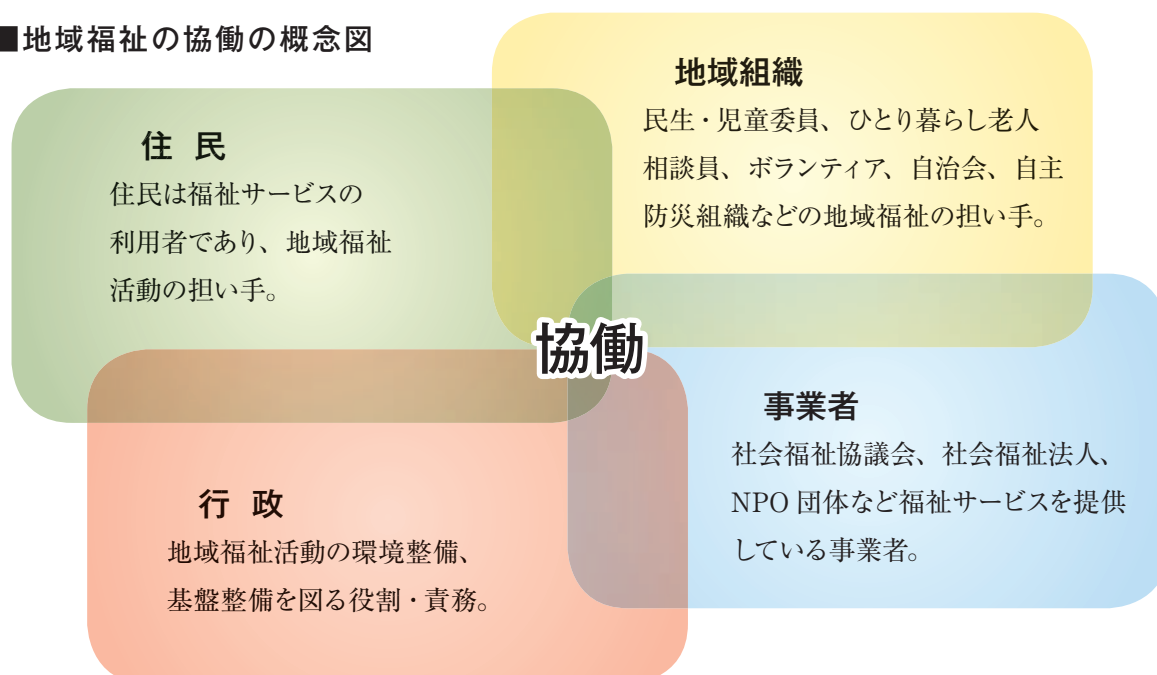 ■地域福祉の協働の概念図
住 民
住民は福祉サービスの
利用者であり、地域福祉
活動の担い手。
地域組織
民生・児童委員、ひとり暮らし老人
相談員、ボランティア、自治会、自主
防災組織などの地域福祉の担い手。
協働
行 政
地域福祉活動の環境整備、
基盤整備を図る役割・責務。
事業者
社会福祉協議会、社会福祉法人、
NPO 団体など福祉サービスを提供
している事業者。